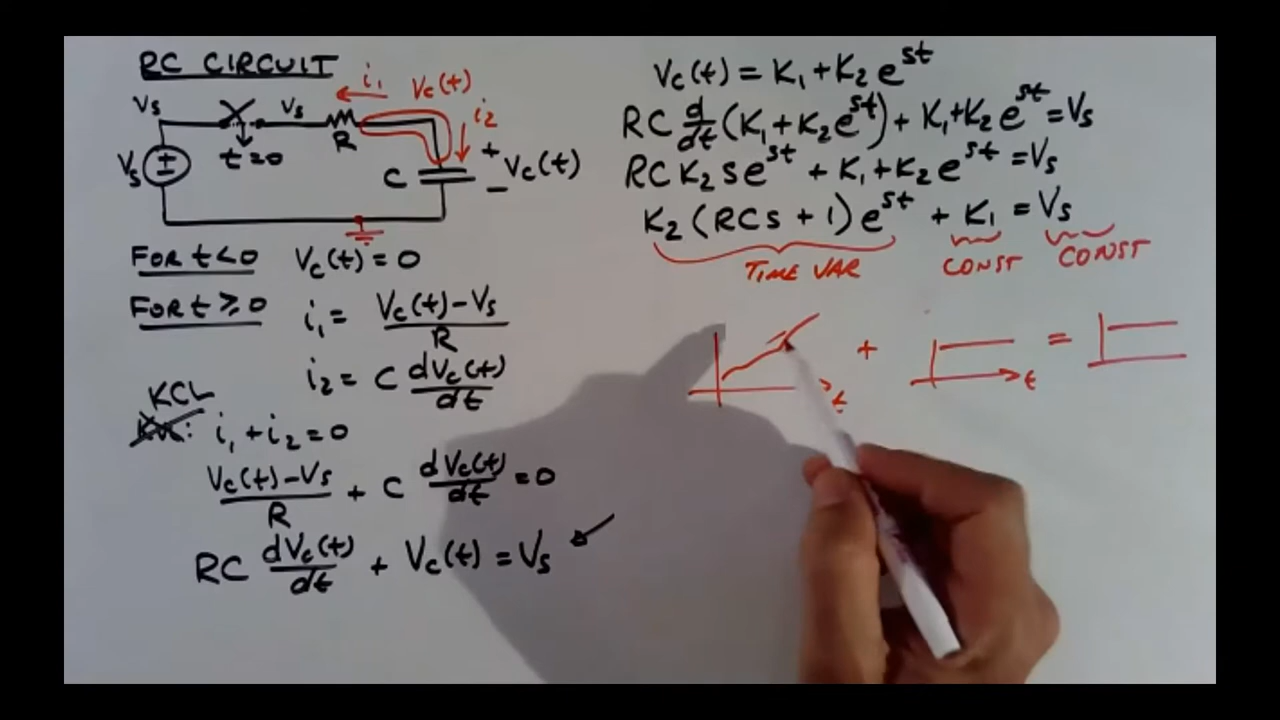 RC CIRCUIT
Vs Vs i₁ Vc(t) i₂
R
t=0
Vs ± C + Vc(t) −
FOR t<0 Vc(t) = 0
FOR t ≥ 0 i₁ = (Vc(t) − Vs)/R
i₂ = C dVc(t)/dt
KCL
KVL: i₁ + i₂ = 0
(Vc(t) − Vs)/R + C dVc(t)/dt = 0
RC dVc(t)/dt + Vc(t) = Vs ✓
Vc(t) = K₁ + K₂ e^st
RC d/dt (K₁ + K₂ e^st) + K₁ + K₂ e^st = Vs
RC K₂ s e^st + K₁ + K₂ e^st = Vs
K₂ (RCs + 1) e^st + K₁ = Vs
TIME VAR CONST CONST
+ =
t t